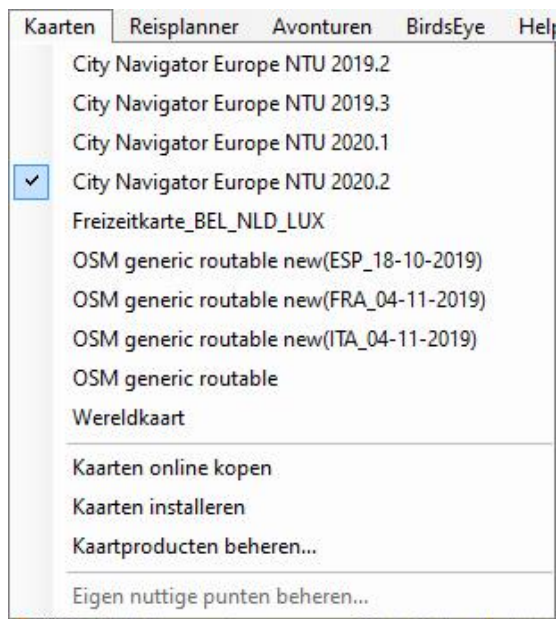 Kaarten Reisplanner Avonturen BirdsEye Help
City Navigator Europe NTU 2019.2
City Navigator Europe NTU 2019.3
City Navigator Europe NTU 2020.1
City Navigator Europe NTU 2020.2
Freizeitkarte_BEL_NLD_LUX
OSM generic routable new(ESP_18-10-2019)
OSM generic routable new(FRA_04-11-2019)
OSM generic routable new(ITA_04-11-2019)
OSM generic routable
Wereldkaart
Kaarten online kopen
Kaarten installeren
Kaartproducten beheren...
Eigen nuttige punten beheren...